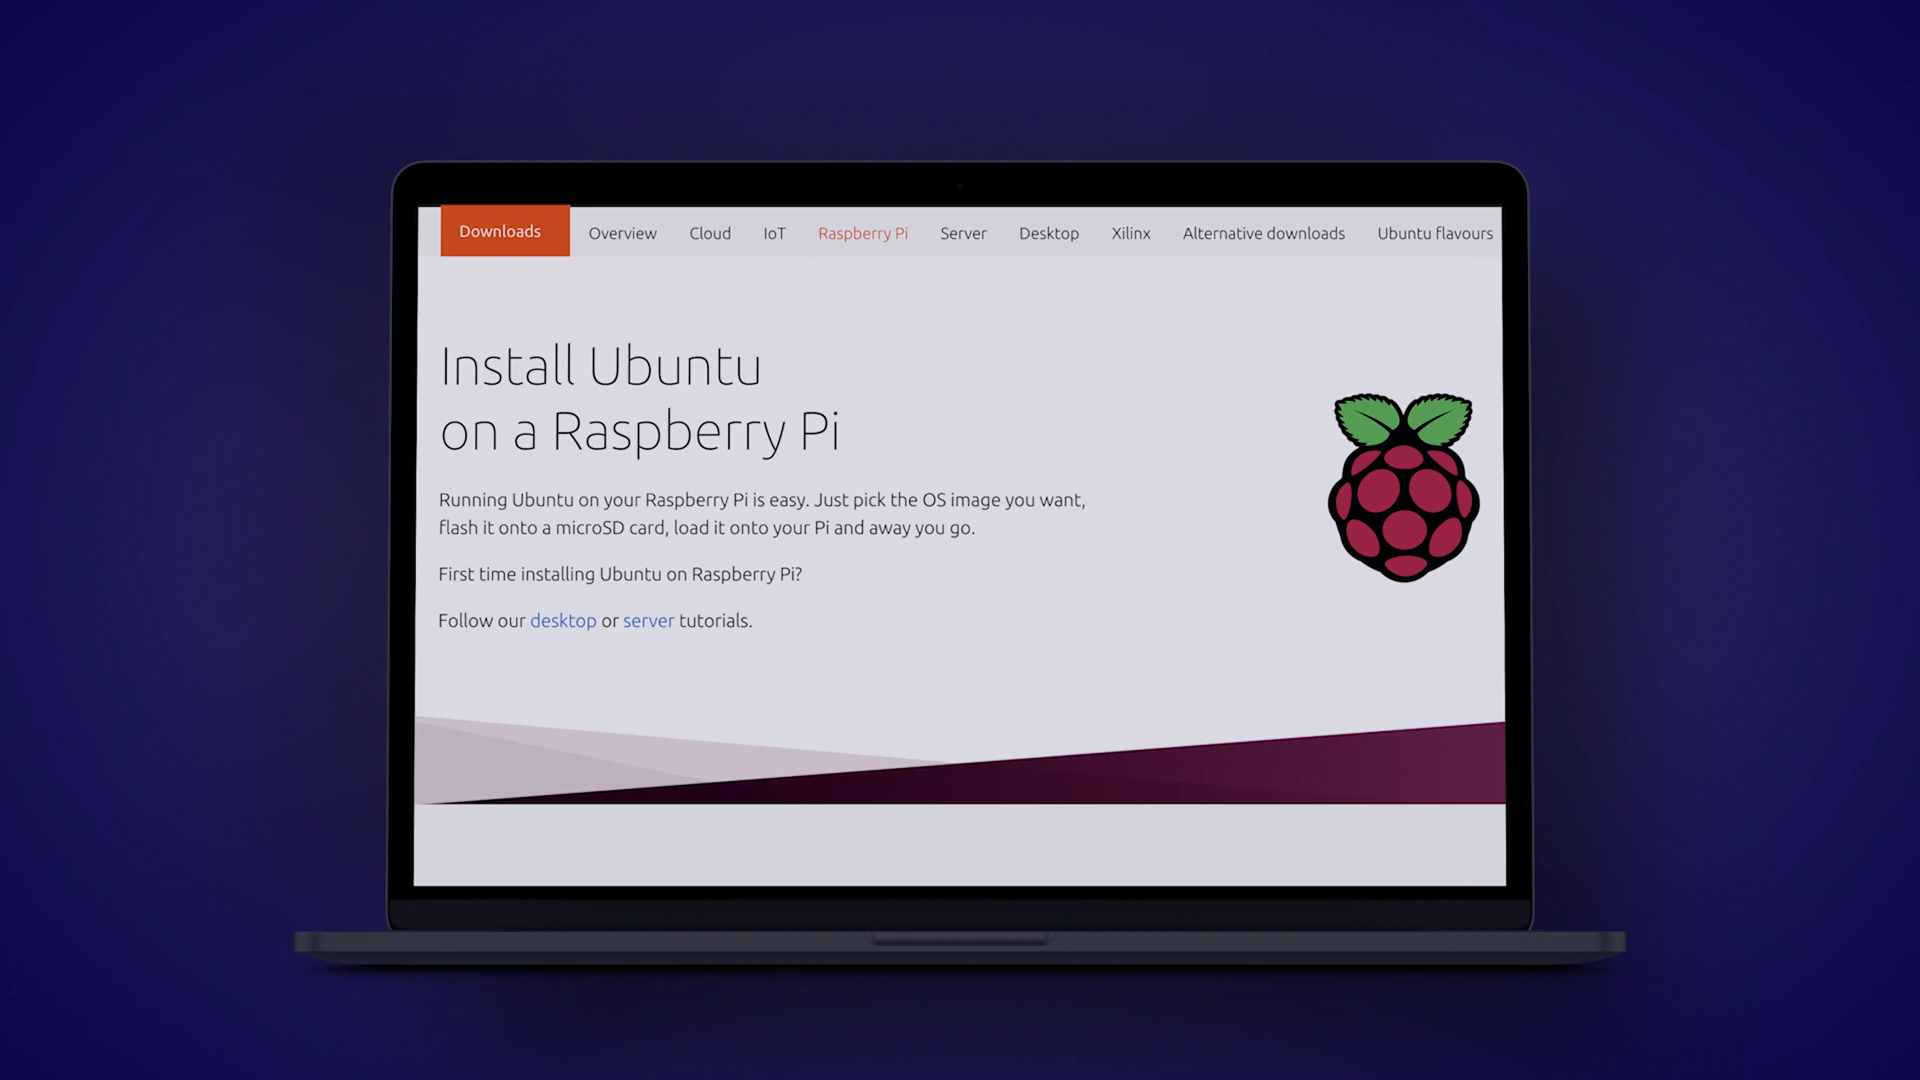 Downloads Overview Cloud IoT Raspberry Pi Server Desktop Xilinx Alternative downloads Ubuntu flavours
Install Ubuntu
on a Raspberry Pi
Running Ubuntu on your Raspberry Pi is easy. Just pick the OS image you want,
flash it onto a microSD card, load it onto your Pi and away you go.
First time installing Ubuntu on Raspberry Pi?
Follow our desktop or server tutorials.